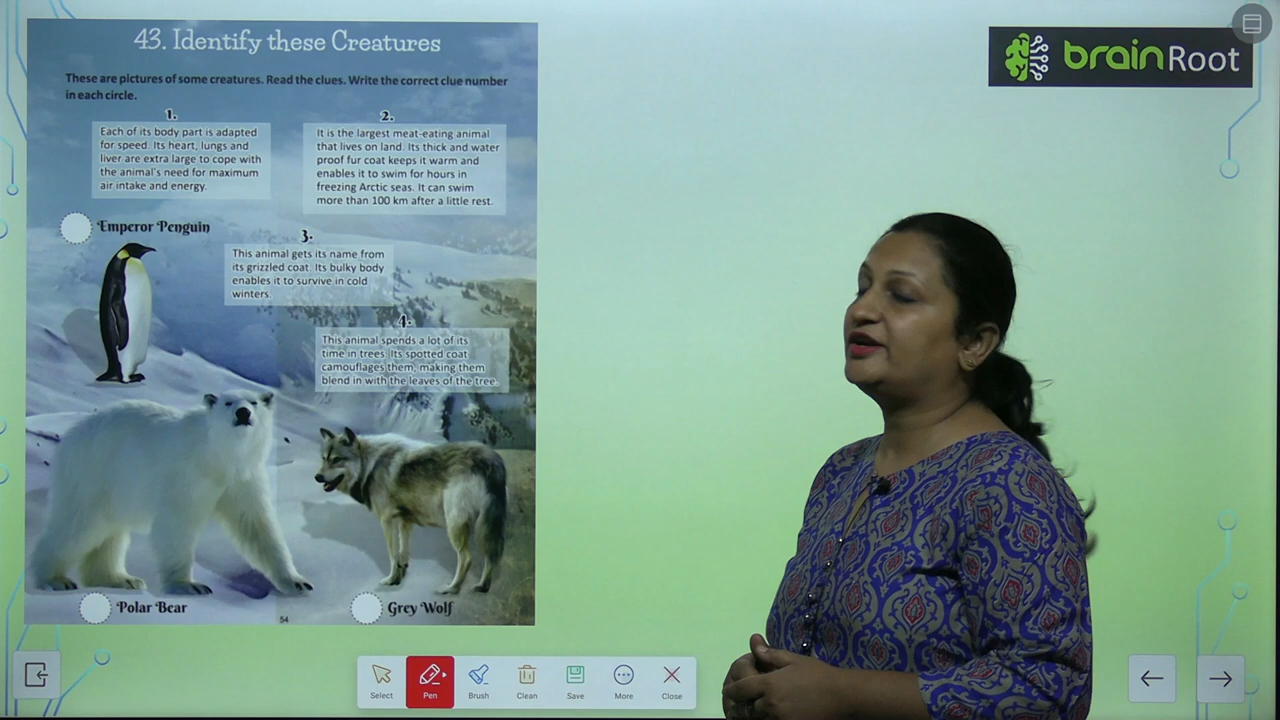 43. Identify these Creatures
These are pictures of some creatures. Read the clues. Write the correct clue number
in each circle.
1.
Each of its body part is adapted
for speed. Its heart, lungs and
liver are extra large to cope with
the animal's need for maximum
air intake and energy.
2.
It is the largest meat-eating animal
that lives on land. Its thick and water
proof fur coat keeps it warm and
enables it to swim for hours in
freezing Arctic seas. It can swim
more than 100 km after a little rest.
Emperor Penguin
3.
This animal gets its name from
its grizzled coat. Its bulky body
enables it to survive in cold
winters.
4.
This animal spends a lot of its
time in trees. Its spotted coat
camouflages them, making them
blend in with the leaves of the tree.
Polar Bear
Grey Wolf
54
brainRoot
Select
Pen
Brush
Clean
Save
More
Close